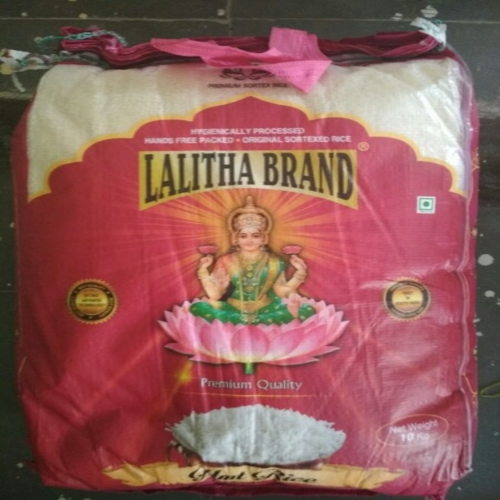 PREMIUM SORTEX RICE
HYGIENICALLY PROCESSED
HANDS FREE PACKED • ORIGINAL SORTEXED RICE
LALITHA BRAND®
Premium Quality
Net Weight
10 Kg
Rice